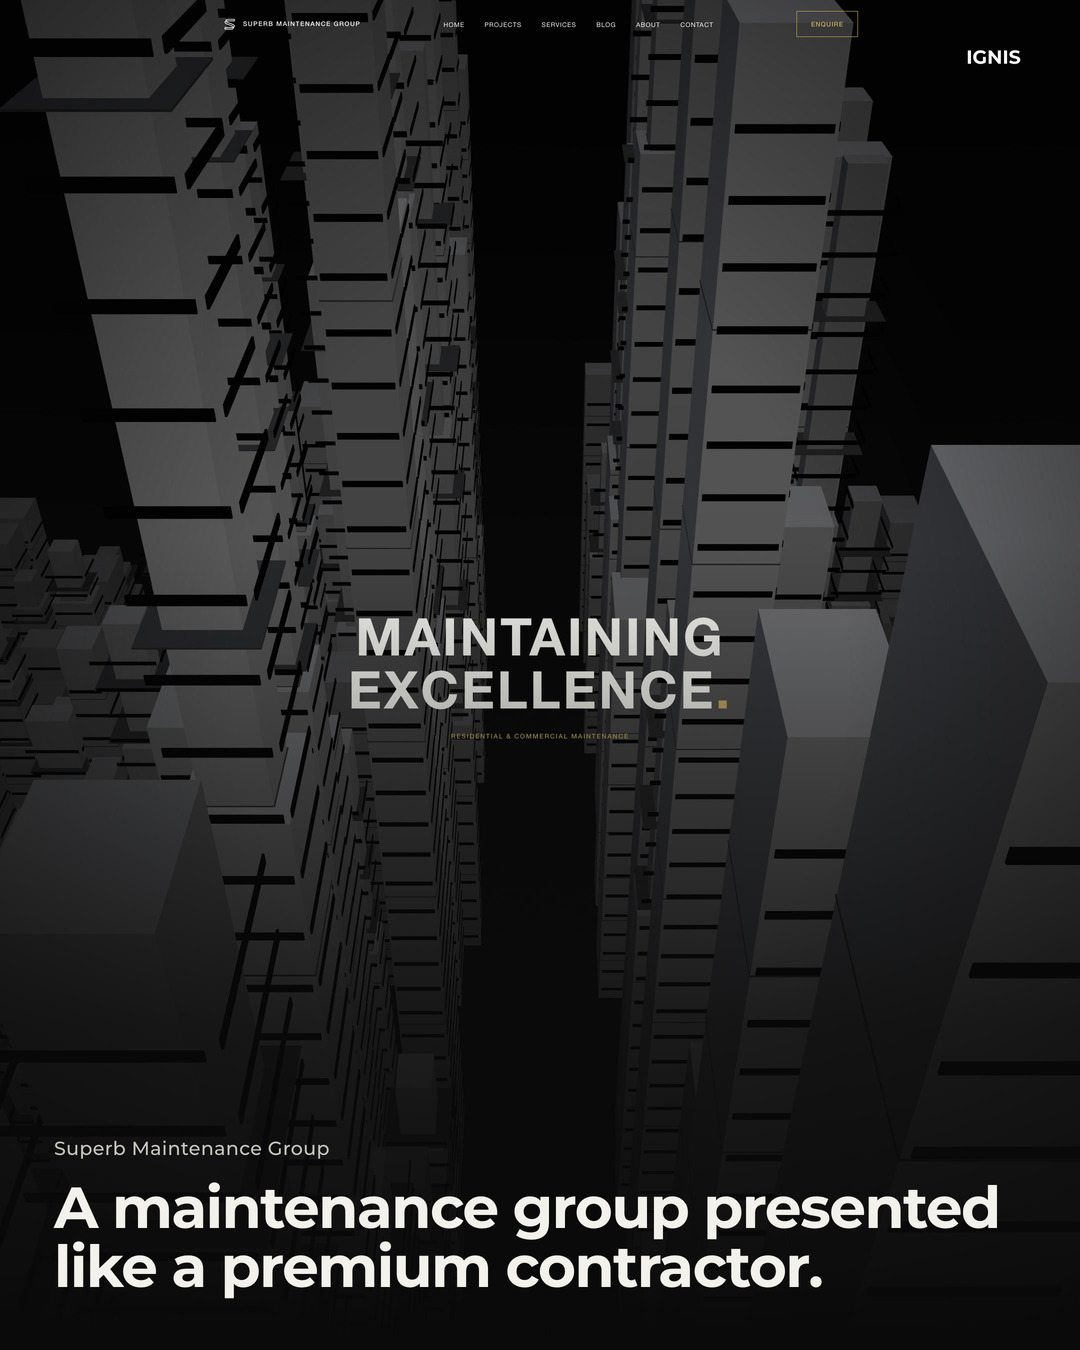 SUPERB MAINTENANCE GROUP
HOME PROJECTS SERVICES BLOG ABOUT CONTACT
ENQUIRE
IGNIS
MAINTAINING
EXCELLENCE.
RESIDENTIAL & COMMERCIAL MAINTENANCE
Superb Maintenance Group
A maintenance group presented
like a premium contractor.